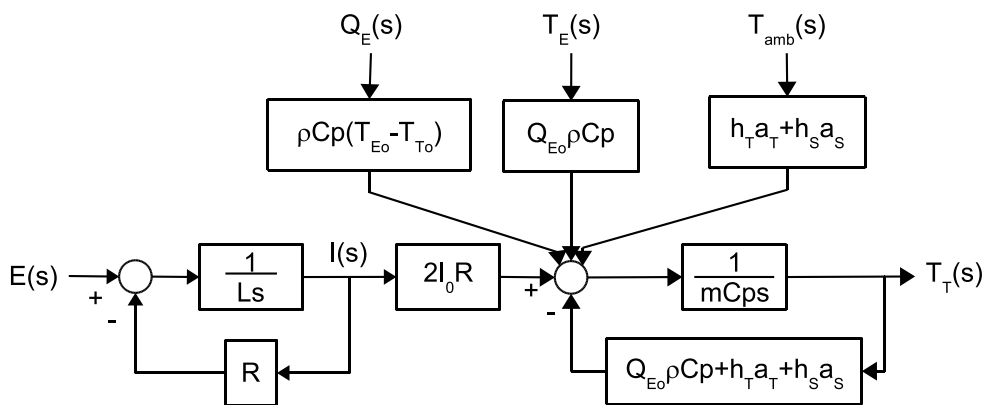 Q_E(s) T_E(s) T_amb(s)
ρCp(T_Eo-T_To) Q_EoρCp h_Ta_T+h_Sa_S
E(s) + - 1/Ls I(s) 2I_0R + - 1/mCps T_T(s)
R Q_EoρCp+h_Ta_T+h_Sa_S